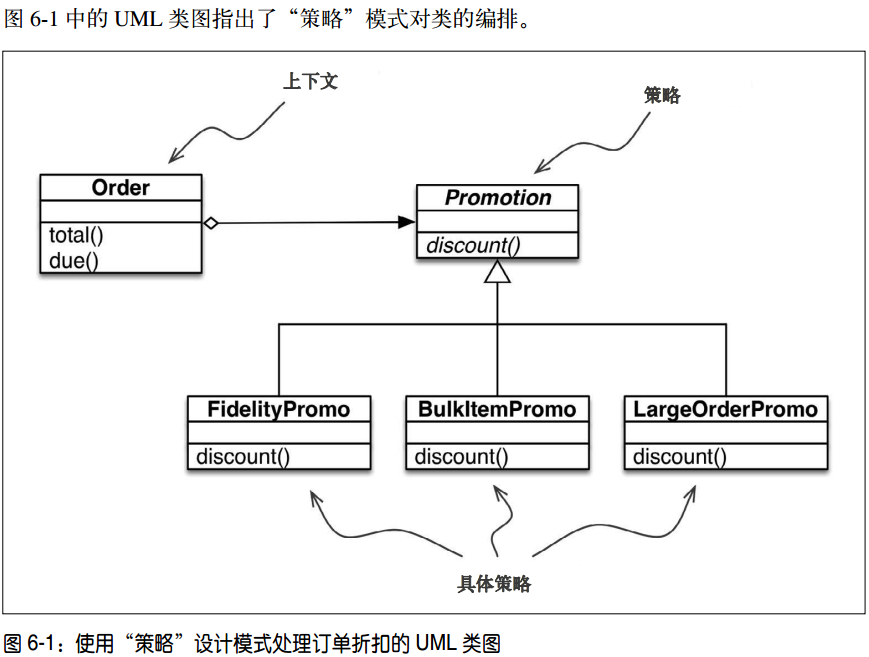 图 6-1 中的 UML 类图指出了“策略”模式对类的编排。
上下文
策略
Order
total()
due()
Promotion
discount()
FidelityPromo
discount()
BulkItemPromo
discount()
LargeOrderPromo
discount()
具体策略
图 6-1：使用“策略”设计模式处理订单折扣的 UML 类图